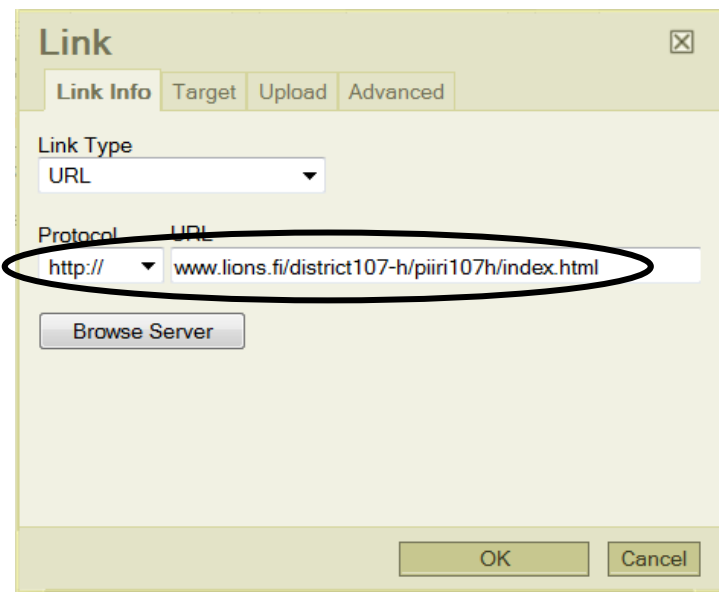 Link
Link Info Target Upload Advanced
Link Type
URL
Protocol URL
http:// www.lions.fi/district107-h/piiri107h/index.html
Browse Server
OK Cancel